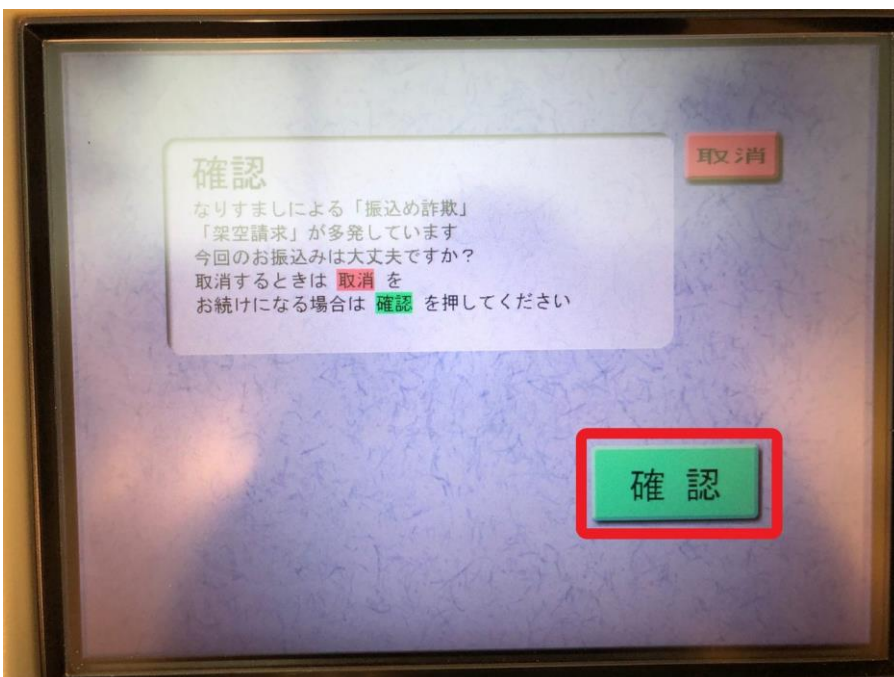 取消
確認
なりすましによる「振込め詐欺」
「架空請求」が多発しています
今回のお振込みは大丈夫ですか？
取消するときは 取消 を
お続けになる場合は 確認 を押してください
確認